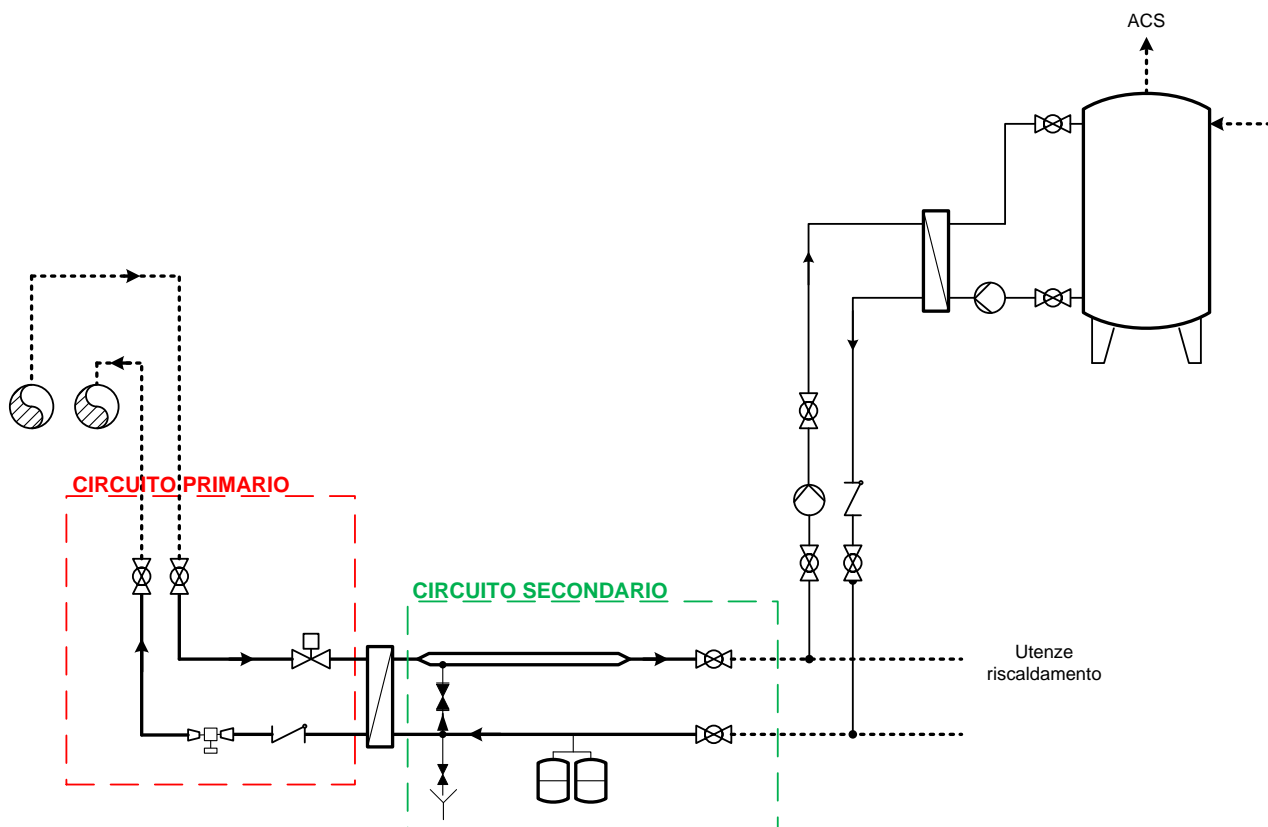 ACS
CIRCUITO PRIMARIO
CIRCUITO SECONDARIO
Utenze
riscaldamento